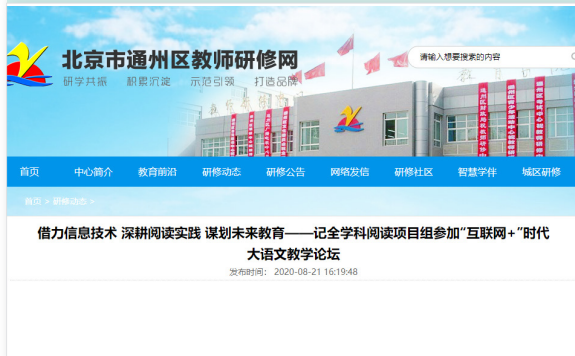 北京市通州区教师研修网
研学共振 积累沉淀 示范引领 打造品牌
请输入想要搜索的内容
首页 中心简介 教育前沿 研修动态 研修公告 网络发信 研修社区 智慧学伴 城区研修
首页 > 研修动态 >
借力信息技术 深耕阅读实践 谋划未来教育——记全学科阅读项目组参加“互联网+”时代
大语文教学论坛
发布时间： 2020-08-21 16:19:48